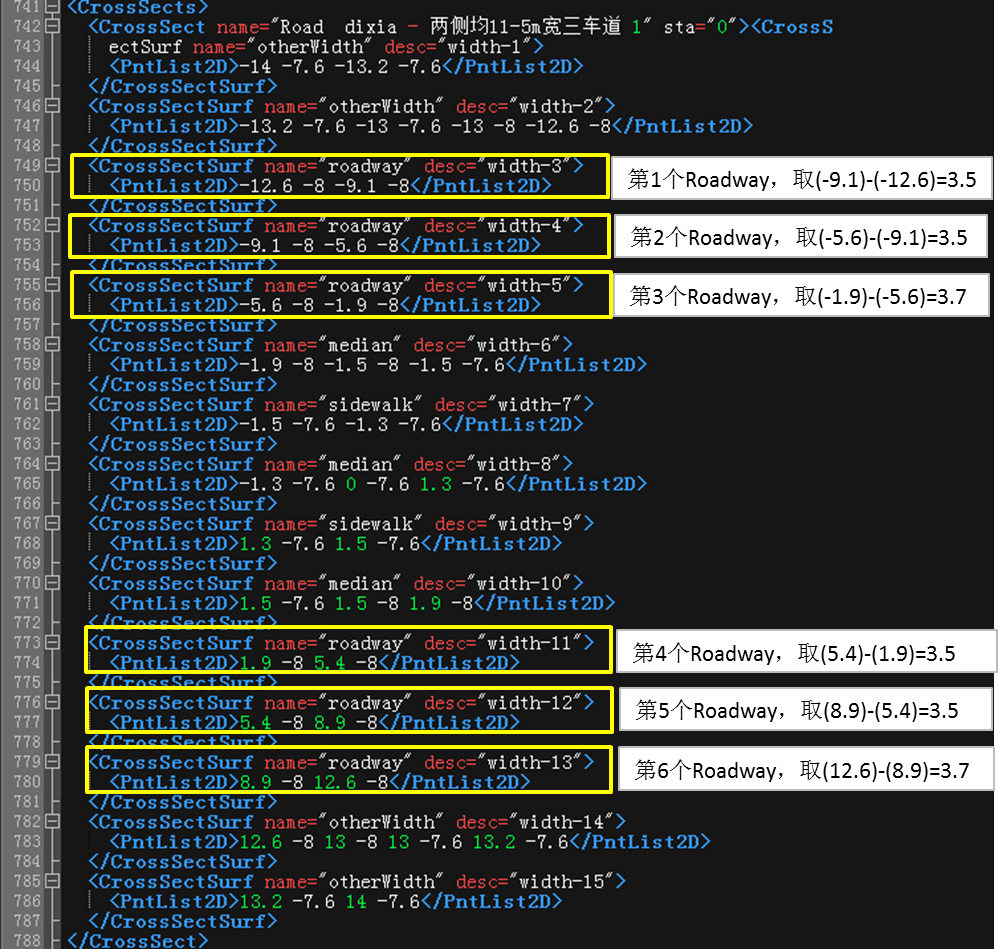 741 <CrossSects>
742 <CrossSect name="Road  dixia - 两侧均11-5m宽三车道 1" sta="0"><CrossS
743 ectSurf name="otherWidth" desc="width-1">
744 <PntList2D>-14 -7.6 -13.2 -7.6</PntList2D>
745 </CrossSectSurf>
746 <CrossSectSurf name="otherWidth" desc="width-2">
747 <PntList2D>-13.2 -7.6 -13 -7.6 -13 -8 -12.6 -8</PntList2D>
748 </CrossSectSurf>
749 <CrossSectSurf name="roadway" desc="width-3">
750 <PntList2D>-12.6 -8 -9.1 -8</PntList2D>
第1个Roadway，取(-9.1)-(-12.6)=3.5
751 </CrossSectSurf>
752 <CrossSectSurf name="roadway" desc="width-4">
753 <PntList2D>-9.1 -8 -5.6 -8</PntList2D>
第2个Roadway，取(-5.6)-(-9.1)=3.5
754 </CrossSectSurf>
755 <CrossSectSurf name="roadway" desc="width-5">
756 <PntList2D>-5.6 -8 -1.9 -8</PntList2D>
第3个Roadway，取(-1.9)-(-5.6)=3.7
757 </CrossSectSurf>
758 <CrossSectSurf name="median" desc="width-6">
759 <PntList2D>-1.9 -8 -1.5 -8 -1.5 -7.6</PntList2D>
760 </CrossSectSurf>
761 <CrossSectSurf name="sidewalk" desc="width-7">
762 <PntList2D>-1.5 -7.6 -1.3 -7.6</PntList2D>
763 </CrossSectSurf>
764 <CrossSectSurf name="median" desc="width-8">
765 <PntList2D>-1.3 -7.6 0 -7.6 1.3 -7.6</PntList2D>
766 </CrossSectSurf>
767 <CrossSectSurf name="sidewalk" desc="width-9">
768 <PntList2D>1.3 -7.6 1.5 -7.6</PntList2D>
769 </CrossSectSurf>
770 <CrossSectSurf name="median" desc="width-10">
771 <PntList2D>1.5 -7.6 1.5 -8 1.9 -8</PntList2D>
772 </CrossSectSurf>
773 <CrossSectSurf name="roadway" desc="width-11">
774 <PntList2D>1.9 -8 5.4 -8</PntList2D>
第4个Roadway，取(5.4)-(1.9)=3.5
775 </CrossSectSurf>
776 <CrossSectSurf name="roadway" desc="width-12">
777 <PntList2D>5.4 -8 8.9 -8</PntList2D>
第5个Roadway，取(8.9)-(5.4)=3.5
778 </CrossSectSurf>
779 <CrossSectSurf name="roadway" desc="width-13">
780 <PntList2D>8.9 -8 12.6 -8</PntList2D>
第6个Roadway，取(12.6)-(8.9)=3.7
781 </CrossSectSurf>
782 <CrossSectSurf name="otherWidth" desc="width-14">
783 <PntList2D>12.6 -8 13 -8 13 -7.6 13.2 -7.6</PntList2D>
784 </CrossSectSurf>
785 <CrossSectSurf name="otherWidth" desc="width-15">
786 <PntList2D>13.2 -7.6 14 -7.6</PntList2D>
787 </CrossSectSurf>
788 </CrossSect>